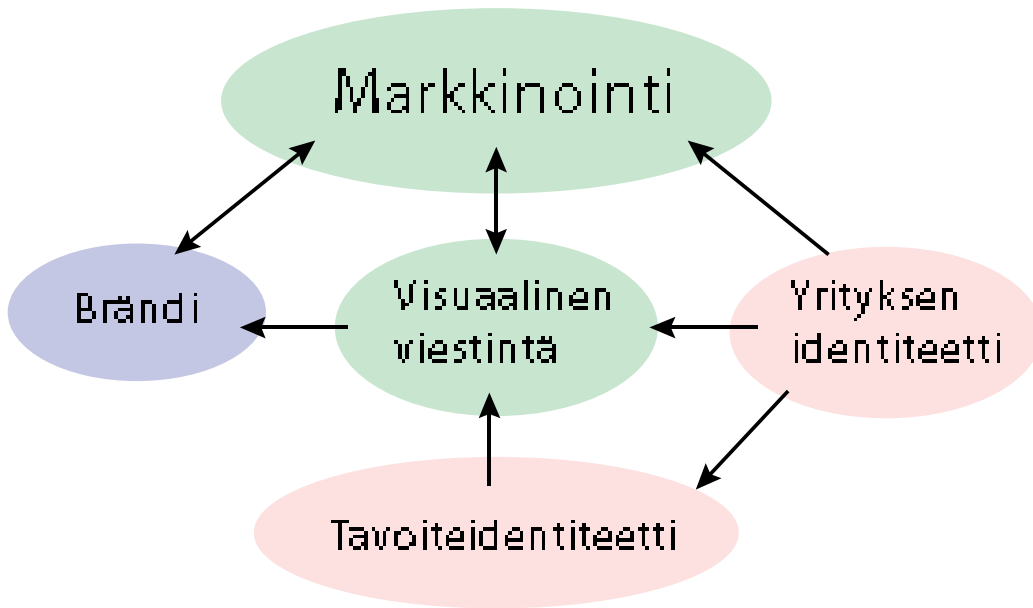 Markkinointi
Brändi
Visuaalinen
viestintä
Yrityksen
identiteetti
Tavoiteidentiteetti